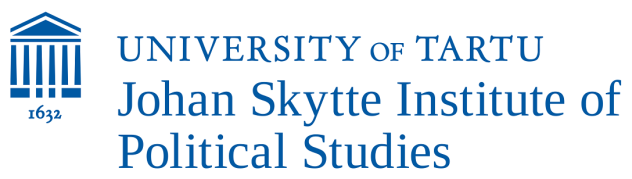 1632
UNIVERSITY OF TARTU
Johan Skytte Institute of
Political Studies